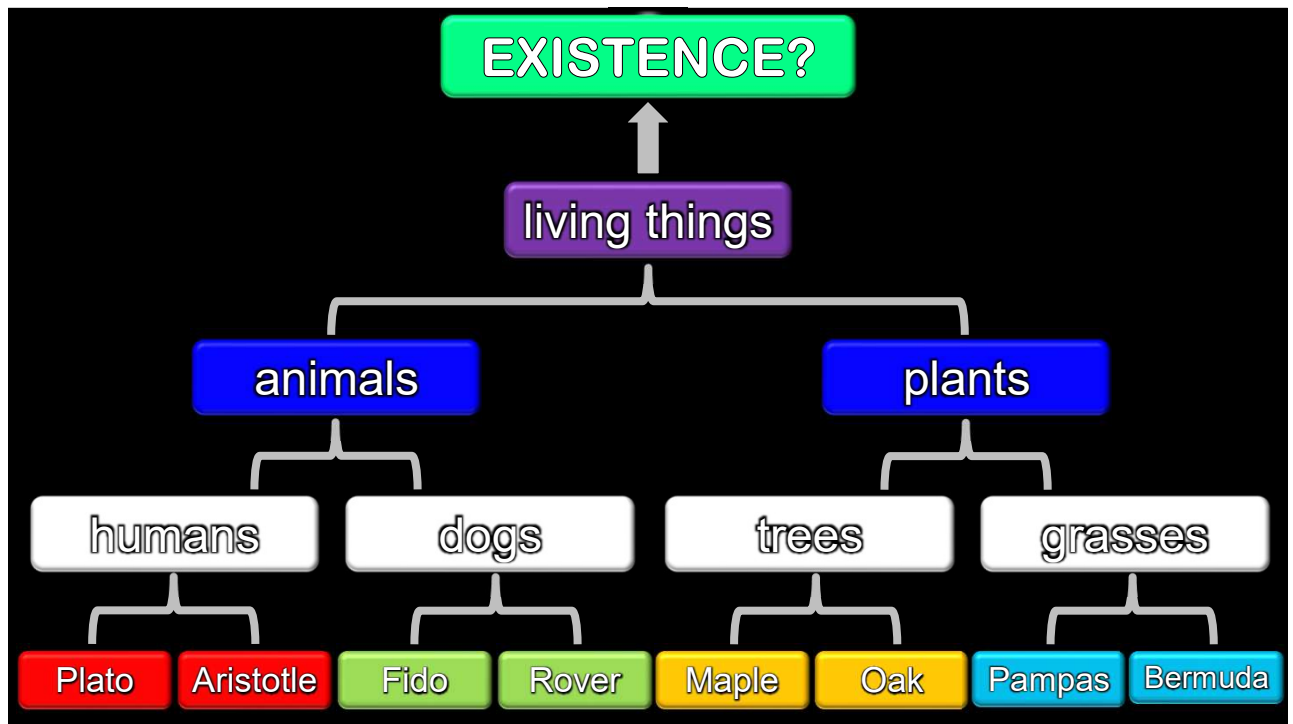 EXISTENCE?
living things
animals
plants
humans
dogs
trees
grasses
Plato
Aristotle
Fido
Rover
Maple
Oak
Pampas
Bermuda